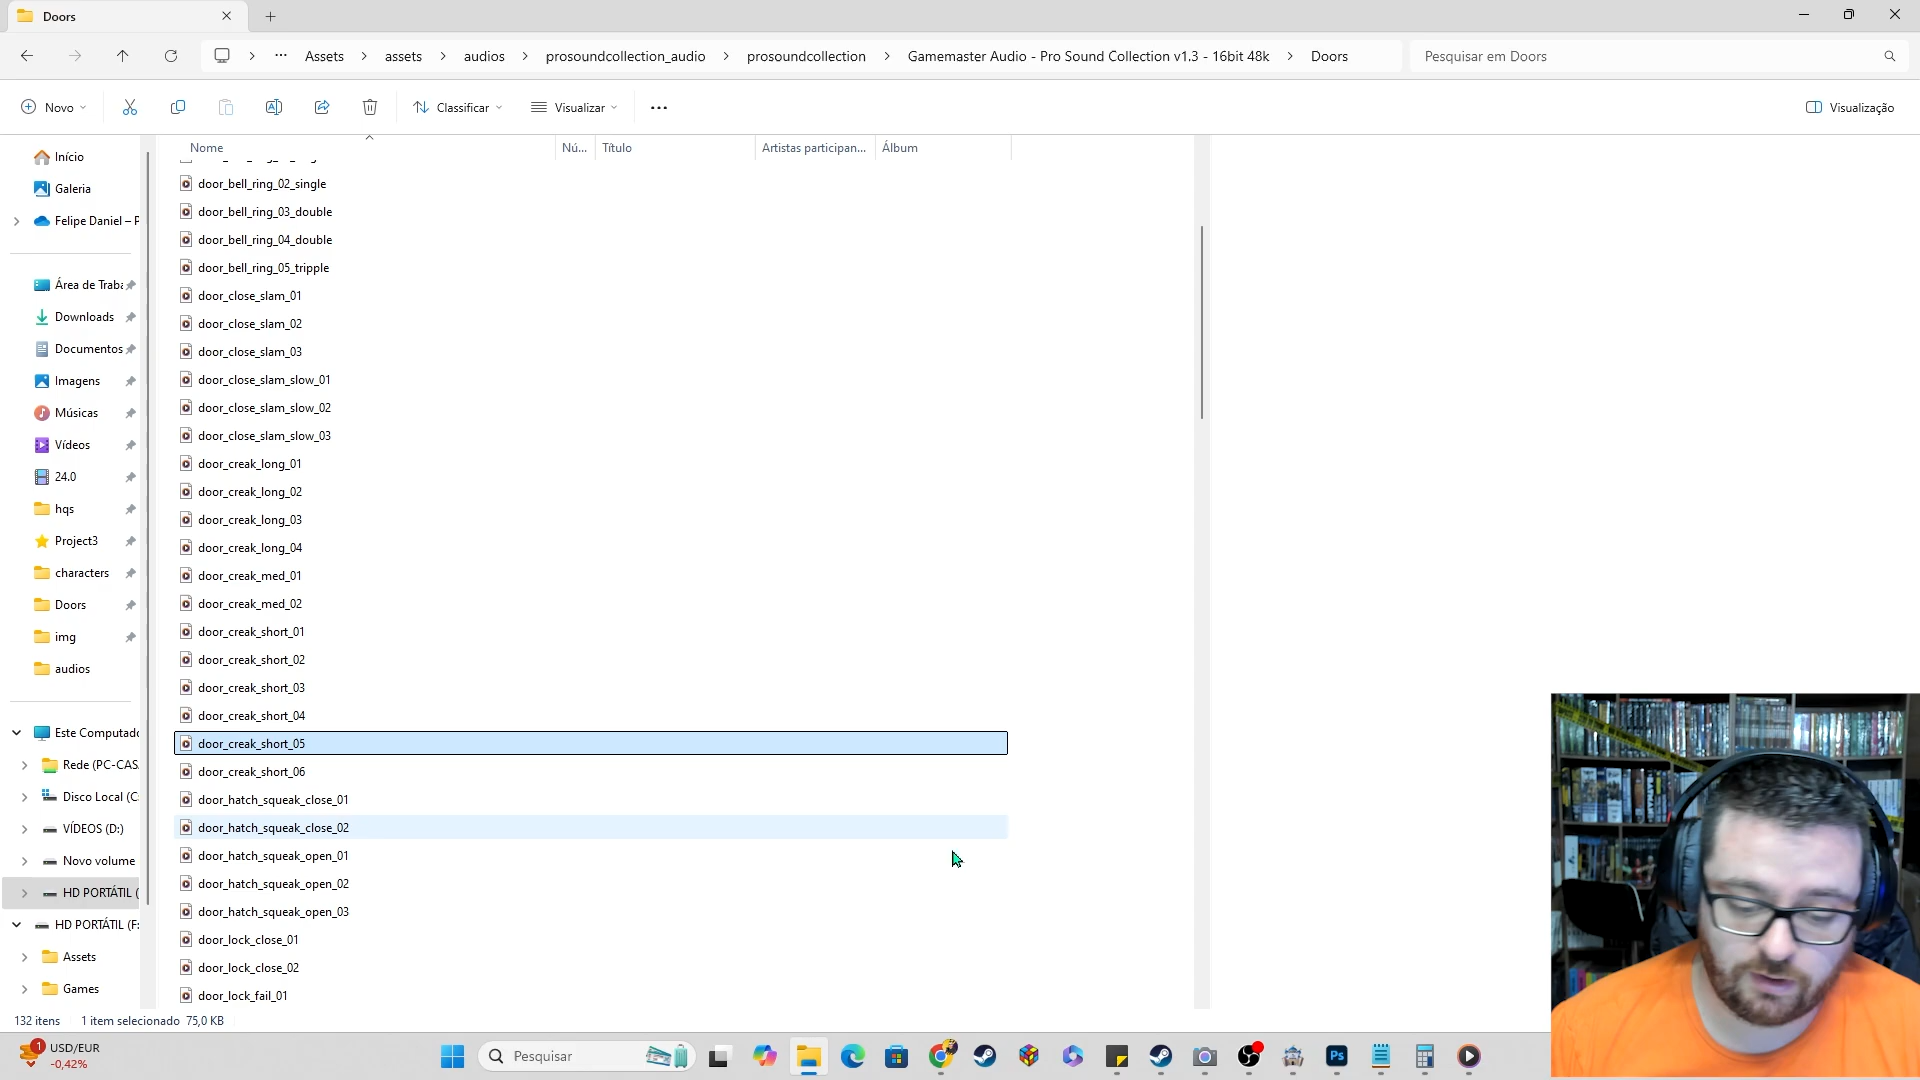 Doors
… Assets > assets > audios > prosoundcollection_audio > prosoundcollection > Gamemaster Audio - Pro Sound Collection v1.3 - 16bit 48k > Doors
Pesquisar em Doors
Novo
Classificar
Visualizar
Visualização
Nome
Nú...
Título
Artistas participan...
Álbum
Início
Galeria
Felipe Daniel – P
Área de Traba
Downloads
Documentos
Imagens
Músicas
Vídeos
24.0
hqs
Project3
characters
Doors
img
audios
Este Computado
Rede (PC-CAS
Disco Local (C:
VÍDEOS (D:)
Novo volume
HD PORTÁTIL (
HD PORTÁTIL (F:
Assets
Games
door_bell_ring_02_single
door_bell_ring_03_double
door_bell_ring_04_double
door_bell_ring_05_tripple
door_close_slam_01
door_close_slam_02
door_close_slam_03
door_close_slam_slow_01
door_close_slam_slow_02
door_close_slam_slow_03
door_creak_long_01
door_creak_long_02
door_creak_long_03
door_creak_long_04
door_creak_med_01
door_creak_med_02
door_creak_short_01
door_creak_short_02
door_creak_short_03
door_creak_short_04
door_creak_short_05
door_creak_short_06
door_hatch_squeak_close_01
door_hatch_squeak_close_02
door_hatch_squeak_open_01
door_hatch_squeak_open_02
door_hatch_squeak_open_03
door_lock_close_01
door_lock_close_02
door_lock_fail_01
132 itens
1 item selecionado 75,0 KB
1
USD/EUR
-0,42%
Pesquisar
Ps